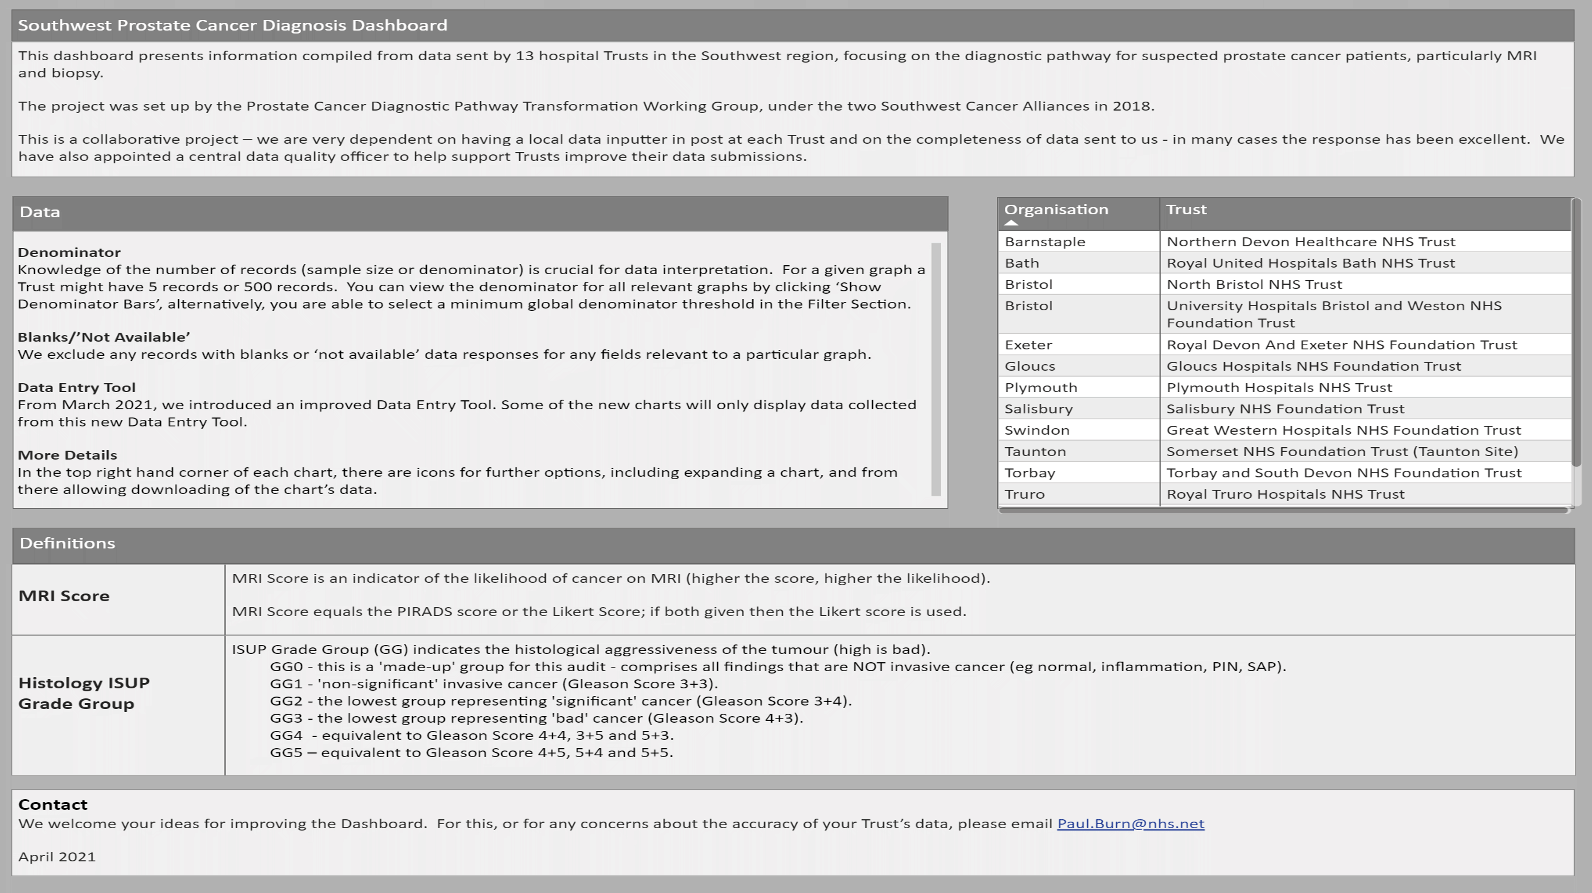 Southwest Prostate Cancer Diagnosis Dashboard
This dashboard presents information compiled from data sent by 13 hospital Trusts in the Southwest region, focusing on the diagnostic pathway for suspected prostate cancer patients, particularly MRI
and biopsy.
The project was set up by the Prostate Cancer Diagnostic Pathway Transformation Working Group, under the two Southwest Cancer Alliances in 2018.
This is a collaborative project – we are very dependent on having a local data inputter in post at each Trust and on the completeness of data sent to us - in many cases the response has been excellent.  We
have also appointed a central data quality officer to help support Trusts improve their data submissions.
Data
Denominator
Knowledge of the number of records (sample size or denominator) is crucial for data interpretation.  For a given graph a
Trust might have 5 records or 500 records.  You can view the denominator for all relevant graphs by clicking ‘Show
Denominator Bars’, alternatively, you are able to select a minimum global denominator threshold in the Filter Section.
Blanks/’Not Available’
We exclude any records with blanks or ‘not available’ data responses for any fields relevant to a particular graph.
Data Entry Tool
From March 2021, we introduced an improved Data Entry Tool. Some of the new charts will only display data collected
from this new Data Entry Tool.
More Details
In the top right hand corner of each chart, there are icons for further options, including expanding a chart, and from
there allowing downloading of the chart’s data.
Organisation Trust
Barnstaple Northern Devon Healthcare NHS Trust
Bath Royal United Hospitals Bath NHS Trust
Bristol North Bristol NHS Trust
Bristol University Hospitals Bristol and Weston NHS
Foundation Trust
Exeter Royal Devon And Exeter NHS Foundation Trust
Gloucs Gloucs Hospitals NHS Foundation Trust
Plymouth Plymouth Hospitals NHS Trust
Salisbury Salisbury NHS Foundation Trust
Swindon Great Western Hospitals NHS Foundation Trust
Taunton Somerset NHS Foundation Trust (Taunton Site)
Torbay Torbay and South Devon NHS Foundation Trust
Truro Royal Truro Hospitals NHS Trust
Definitions
MRI Score
MRI Score is an indicator of the likelihood of cancer on MRI (higher the score, higher the likelihood).
MRI Score equals the PIRADS score or the Likert Score; if both given then the Likert score is used.
Histology ISUP
Grade Group
ISUP Grade Group (GG) indicates the histological aggressiveness of the tumour (high is bad).
GG0 - this is a 'made-up' group for this audit - comprises all findings that are NOT invasive cancer (eg normal, inflammation, PIN, SAP).
GG1 - 'non-significant' invasive cancer (Gleason Score 3+3).
GG2 - the lowest group representing 'significant' cancer (Gleason Score 3+4).
GG3 - the lowest group representing 'bad' cancer (Gleason Score 4+3).
GG4  - equivalent to Gleason Score 4+4, 3+5 and 5+3.
GG5 – equivalent to Gleason Score 4+5, 5+4 and 5+5.
Contact
We welcome your ideas for improving the Dashboard.  For this, or for any concerns about the accuracy of your Trust’s data, please email Paul.Burn@nhs.net
April 2021